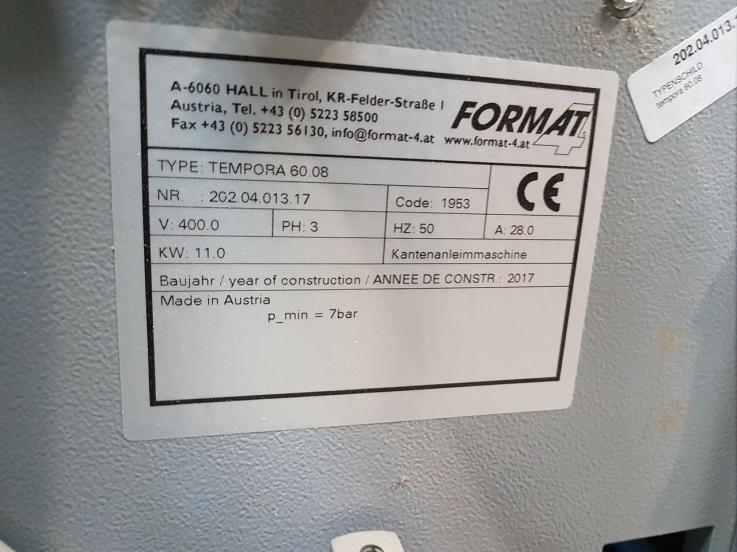 A-6060 HALL in Tirol, KR-Felder-Straße 1
Austria, Tel. +43 (0) 5223 58500
Fax +43 (0) 5223 56130, info@format-4.at www.format-4.at
FORMAT 4
TYPE: TEMPORA 60.08
NR. : 202.04.013.17 Code: 1953
CE
V: 400.0 PH: 3 HZ: 50 A: 28.0
KW: 11.0 Kantenanleimmaschine
Baujahr / year of construction / ANNEE DE CONSTR.: 2017
Made in Austria
p_min = 7bar
202.04.013.
TYPENSCHILD
tempora 60.08